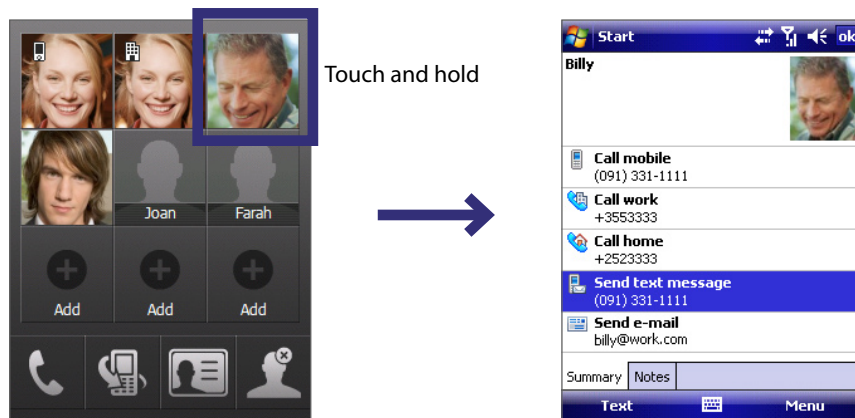 Joan
Farah
Add
Add
Add
Touch and hold
Start
ok
Billy
Call mobile
(091) 331-1111
Call work
+3553333
Call home
+2523333
Send text message
(091) 331-1111
Send e-mail
billy@work.com
Summary
Notes
Text
Menu